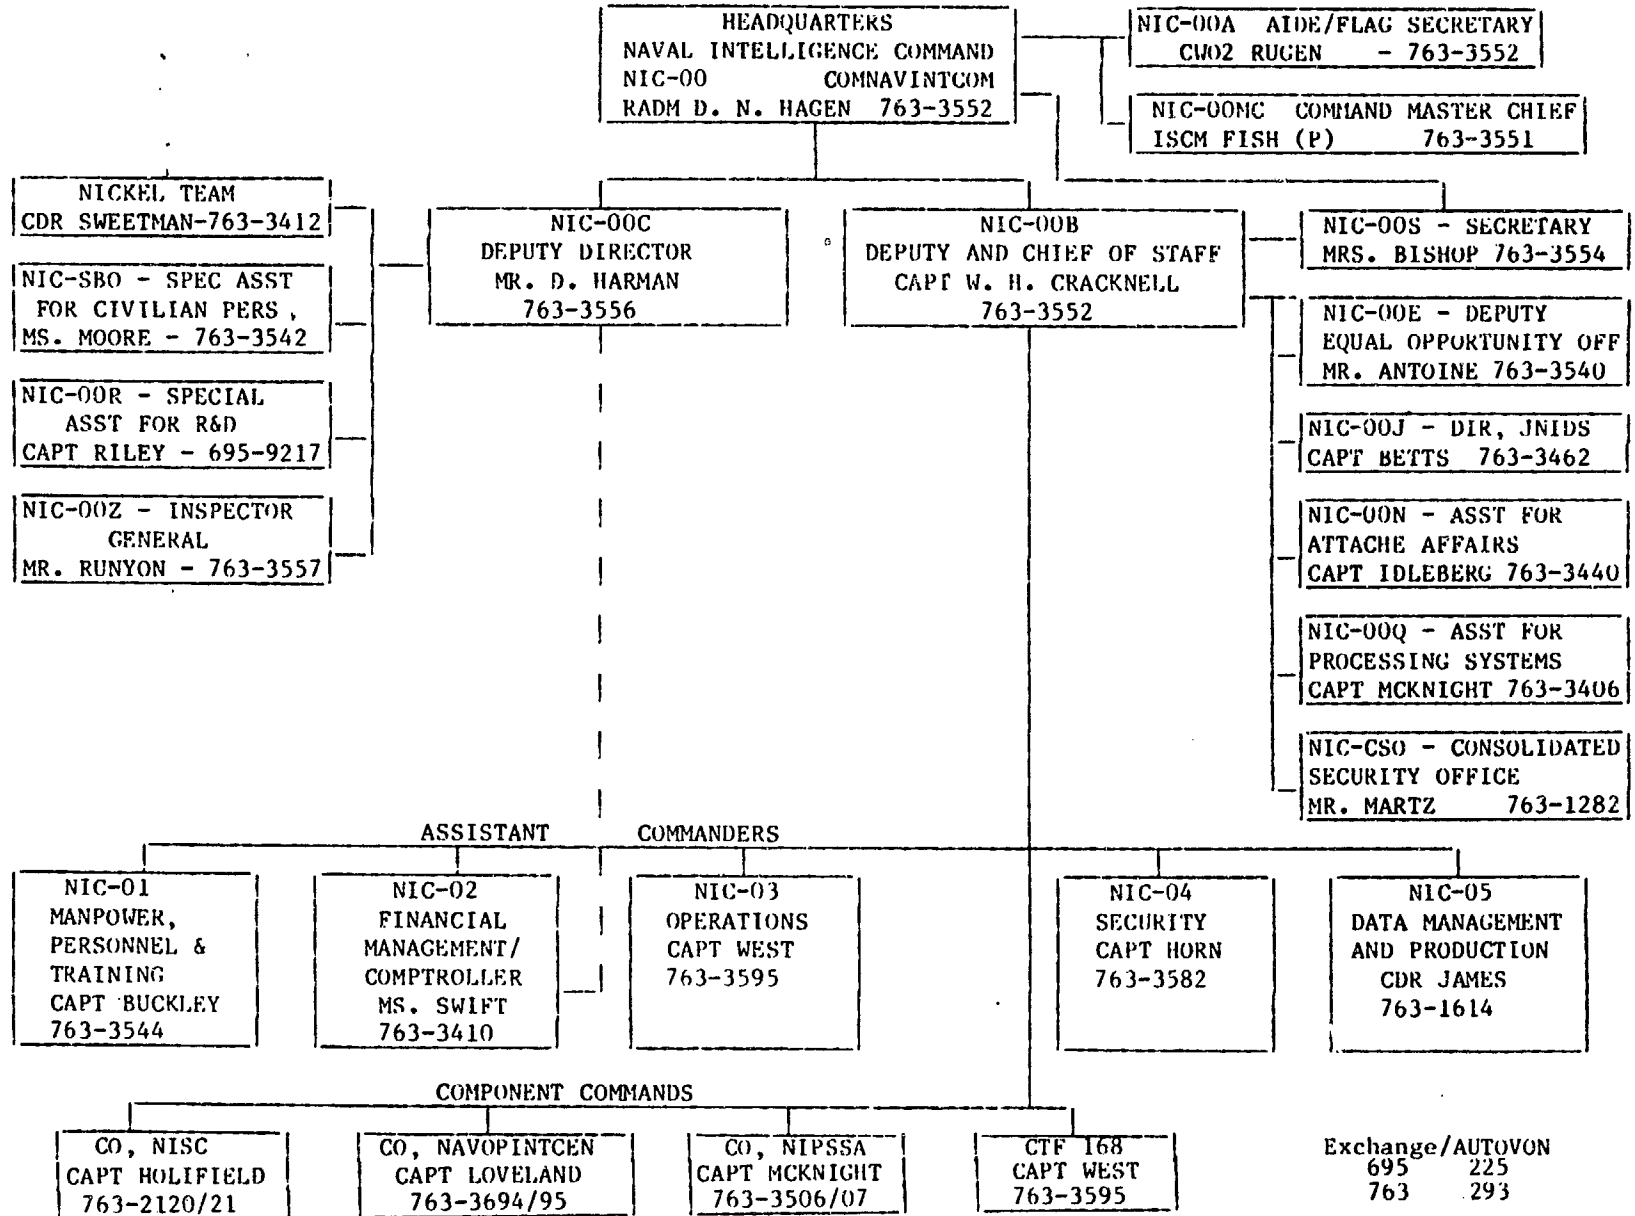 HEADQUARTERS
NAVAL INTELLIGENCE COMMAND
NIC-00 COMNAVINTCOM
RADM D. N. HAGEN 763-3552
NIC-00A AIDE/FLAG SECRETARY
CWO2 RUGEN - 763-3552
NIC-00MC COMMAND MASTER CHIEF
ISCM FISH (P) 763-3551
NICKEL TEAM
CDR SWEETMAN-763-3412
NIC-SBO - SPEC ASST
FOR CIVILIAN PERS,
MS. MOORE - 763-3542
NIC-00R - SPECIAL
ASST FOR R&D
CAPT RILEY - 695-9217
NIC-00Z - INSPECTOR
GENERAL
MR. RUNYON - 763-3557
NIC-00C
DEPUTY DIRECTOR
MR. D. HARMAN
763-3556
NIC-00B
DEPUTY AND CHIEF OF STAFF
CAPT W. H. CRACKNELL
763-3552
NIC-00S - SECRETARY
MRS. BISHOP 763-3554
NIC-00E - DEPUTY
EQUAL OPPORTUNITY OFF
MR. ANTOINE 763-3540
NIC-00J - DIR, JNIDS
CAPT BETTS 763-3462
NIC-00N - ASST FOR
ATTACHE AFFAIRS
CAPT IDLEBERG 763-3440
NIC-00Q - ASST FOR
PROCESSING SYSTEMS
CAPT MCKNIGHT 763-3406
NIC-CSO - CONSOLIDATED
SECURITY OFFICE
MR. MARTZ 763-1282
ASSISTANT COMMANDERS
NIC-01
MANPOWER,
PERSONNEL &
TRAINING
CAPT BUCKLEY
763-3544
NIC-02
FINANCIAL
MANAGEMENT/
COMPTROLLER
MS. SWIFT
763-3410
NIC-03
OPERATIONS
CAPT WEST
763-3595
NIC-04
SECURITY
CAPT HORN
763-3582
NIC-05
DATA MANAGEMENT
AND PRODUCTION
CDR JAMES
763-1614
COMPONENT COMMANDS
CO, NISC
CAPT HOLIFIELD
763-2120/21
CO, NAVOPINTCEN
CAPT LOVELAND
763-3694/95
CO, NIPSSA
CAPT MCKNIGHT
763-3506/07
CTF 168
CAPT WEST
763-3595
Exchange/AUTOVON
695 225
763 293